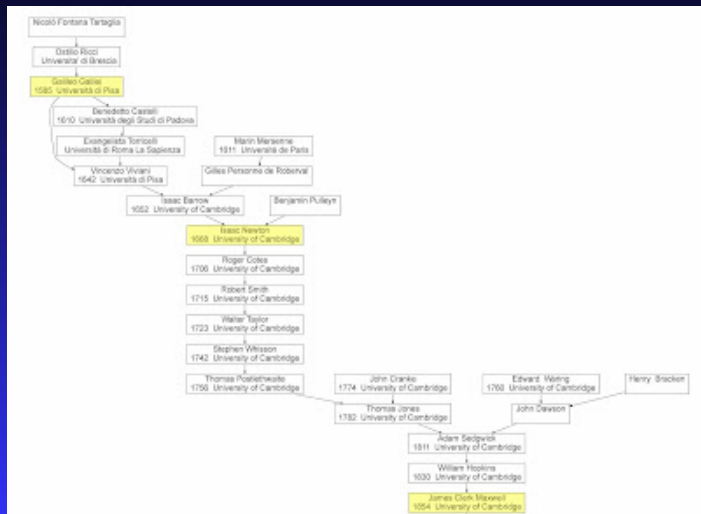 Nicolò Fontana Tartaglia
Ostilio Ricci
Universita' di Brescia
Galileo Galilei
1585 Università di Pisa
Benedetto Castelli
1610 Università degli Studi di Padova
Evangelista Torricelli
Università di Roma La Sapienza
Marin Mersenne
1611 Université de Paris
Vincenzo Viviani
1642 Università di Pisa
Gilles Personne de Roberval
Isaac Barrow
1652 University of Cambridge
Benjamin Pulleyn
Isaac Newton
1668 University of Cambridge
Roger Cotes
1706 University of Cambridge
Robert Smith
1715 University of Cambridge
Walter Taylor
1723 University of Cambridge
Stephen Whisson
1742 University of Cambridge
Thomas Postlethwaite
1756 University of Cambridge
John Cranke
1774 University of Cambridge
Edward Waring
1760 University of Cambridge
Henry Bracken
Thomas Jones
1782 University of Cambridge
John Dawson
Adam Sedgwick
1811 University of Cambridge
William Hopkins
1830 University of Cambridge
James Clerk Maxwell
1854 University of Cambridge